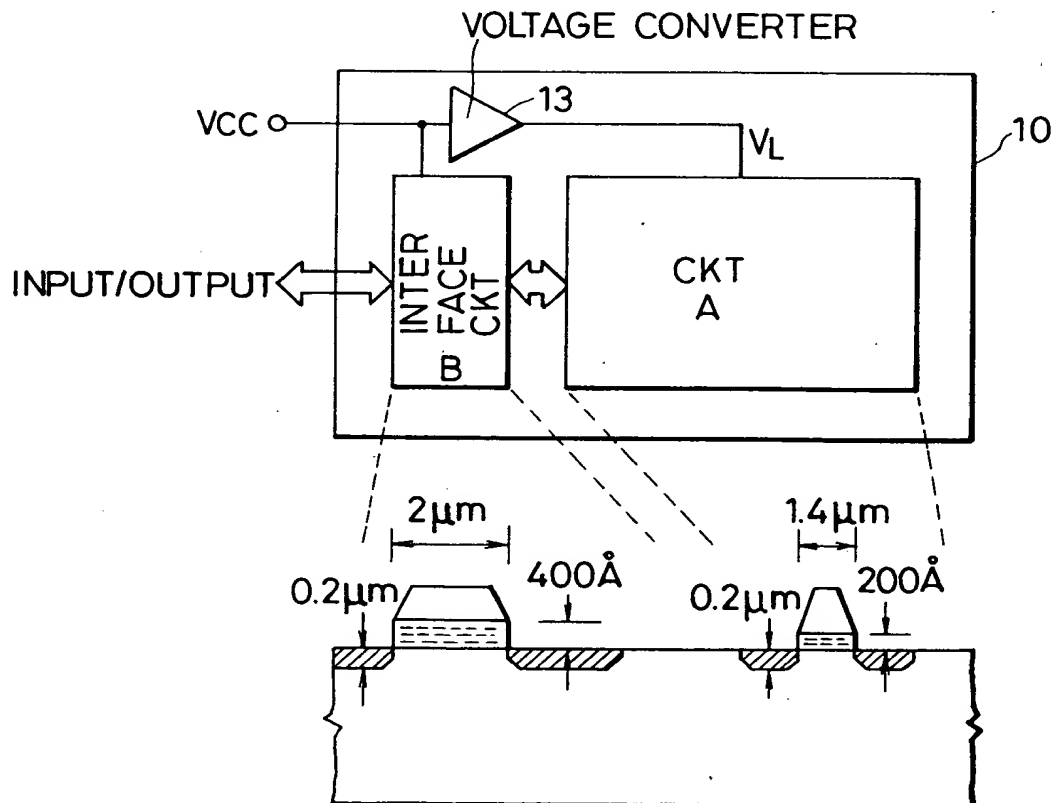 VOLTAGE CONVERTER
13
VCC
VL
10
INPUT/OUTPUT
INTER
FACE
CKT
B
CKT
A
2μm
1.4μm
400Å
200Å
0.2μm
0.2μm